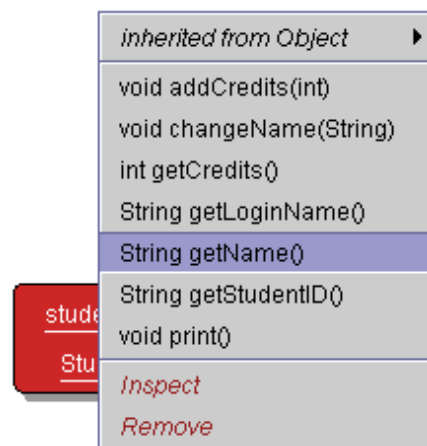 inherited from Object
void addCredits(int)
void changeName(String)
int getCredits()
String getLoginName()
String getName()
String getStudentID()
void print()
Inspect
Remove